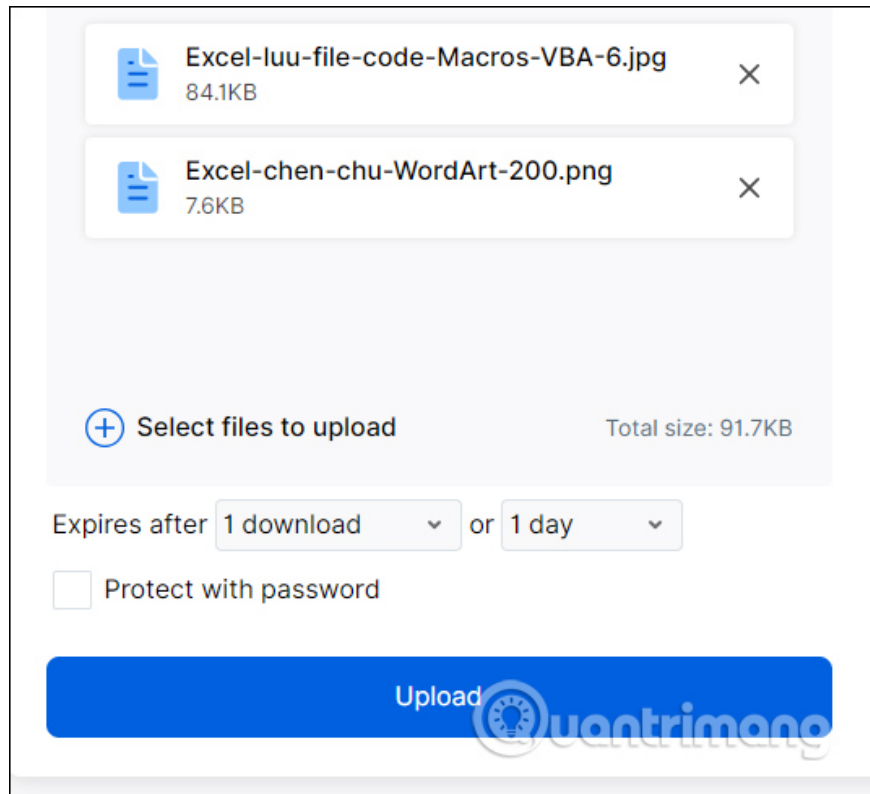 Excel-luu-file-code-Macros-VBA-6.jpg
84.1KB
Excel-chen-chu-WordArt-200.png
7.6KB
Select files to upload Total size: 91.7KB
Expires after 1 download or 1 day
Protect with password
Upload
Quantrimang